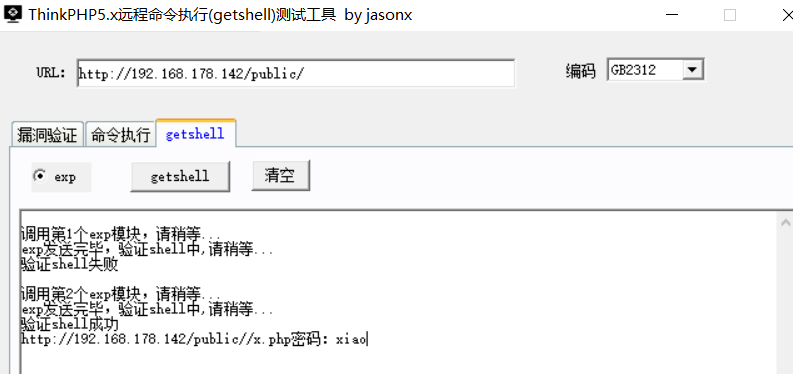 ThinkPHP5.x远程命令执行(getshell)测试工具 by jasonx
URL: http://192.168.178.142/public/ 编码 GB2312
漏洞验证 命令执行 getshell
exp getshell 清空
调用第1个exp模块，请稍等...
exp发送完毕，验证shell中,请稍等...
验证shell失败
调用第2个exp模块，请稍等...
exp发送完毕，验证shell中,请稍等...
验证shell成功
http://192.168.178.142/public//x.php密码：xiao